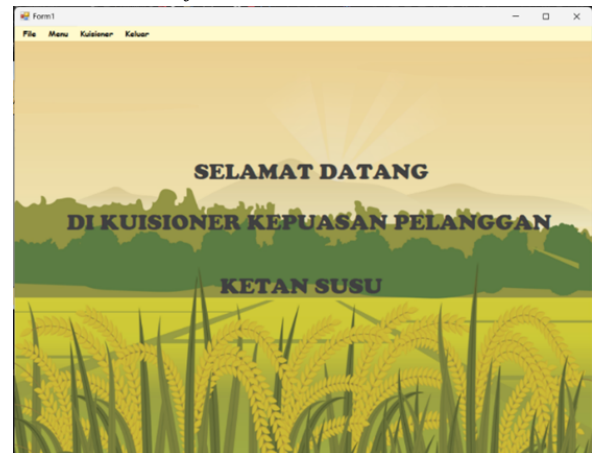 Form1
File Menu Kuisioner Keluar
SELAMAT DATANG
DI KUISIONER KEPUASAN PELANGGAN
KETAN SUSU